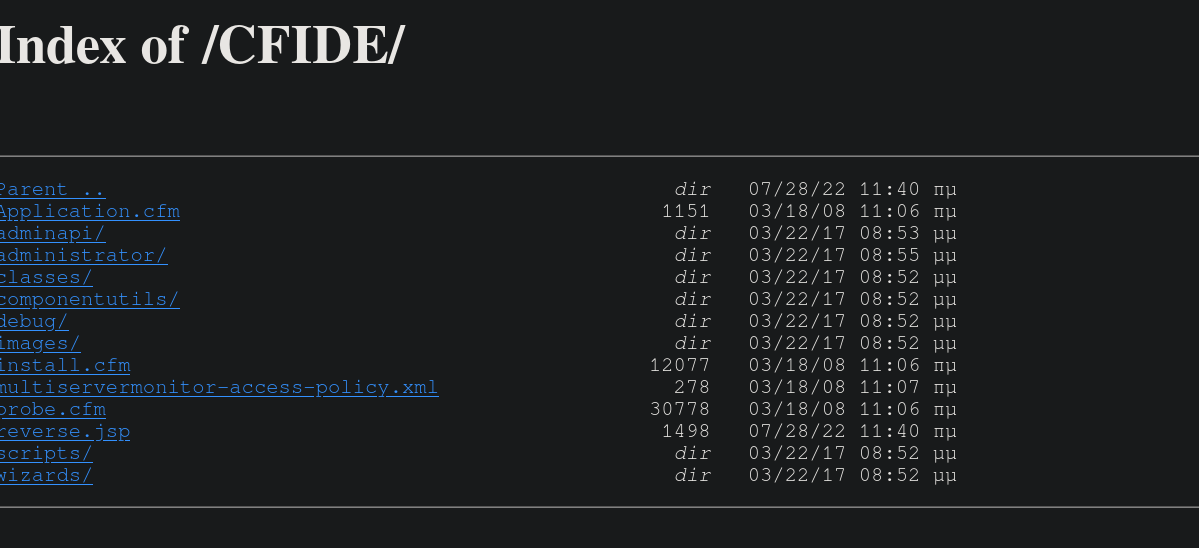 Index of /CFIDE/
Parent .. dir 07/28/22 11:40 πμ
Application.cfm 1151 03/18/08 11:06 πμ
adminapi/ dir 03/22/17 08:53 μμ
administrator/ dir 03/22/17 08:55 μμ
classes/ dir 03/22/17 08:52 μμ
componentutils/ dir 03/22/17 08:52 μμ
debug/ dir 03/22/17 08:52 μμ
images/ dir 03/22/17 08:52 μμ
install.cfm 12077 03/18/08 11:06 πμ
multiservermonitor-access-policy.xml 278 03/18/08 11:07 πμ
probe.cfm 30778 03/18/08 11:06 πμ
reverse.jsp 1498 07/28/22 11:40 πμ
scripts/ dir 03/22/17 08:52 μμ
wizards/ dir 03/22/17 08:52 μμ